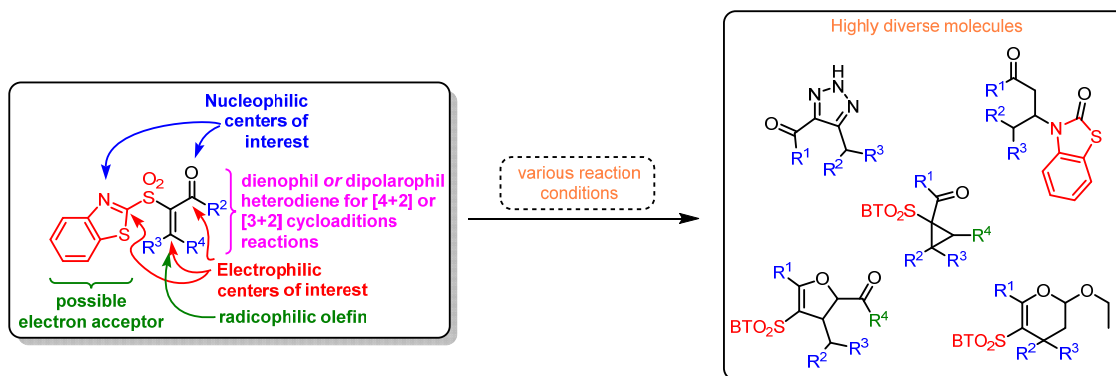 Nucleophilic
centers of
interest
O
O2
S
N
S
R2
R3 R4
dienophil or dipolarophil
heterodiene for [4+2] or
[3+2] cycloaditions
reactions
Electrophilic
centers of interest
possible
electron acceptor
radicophilic olefin
various reaction
conditions
Highly diverse molecules
H
N
N N
O
R1
R2 R3
O
R1
O
R2
N
R3
S
R1
O
BTO2S
R4
R2 R3
R1 O
O
BTO2S
R4
R3
R2
R1 O O
BTO2S
R2 R3